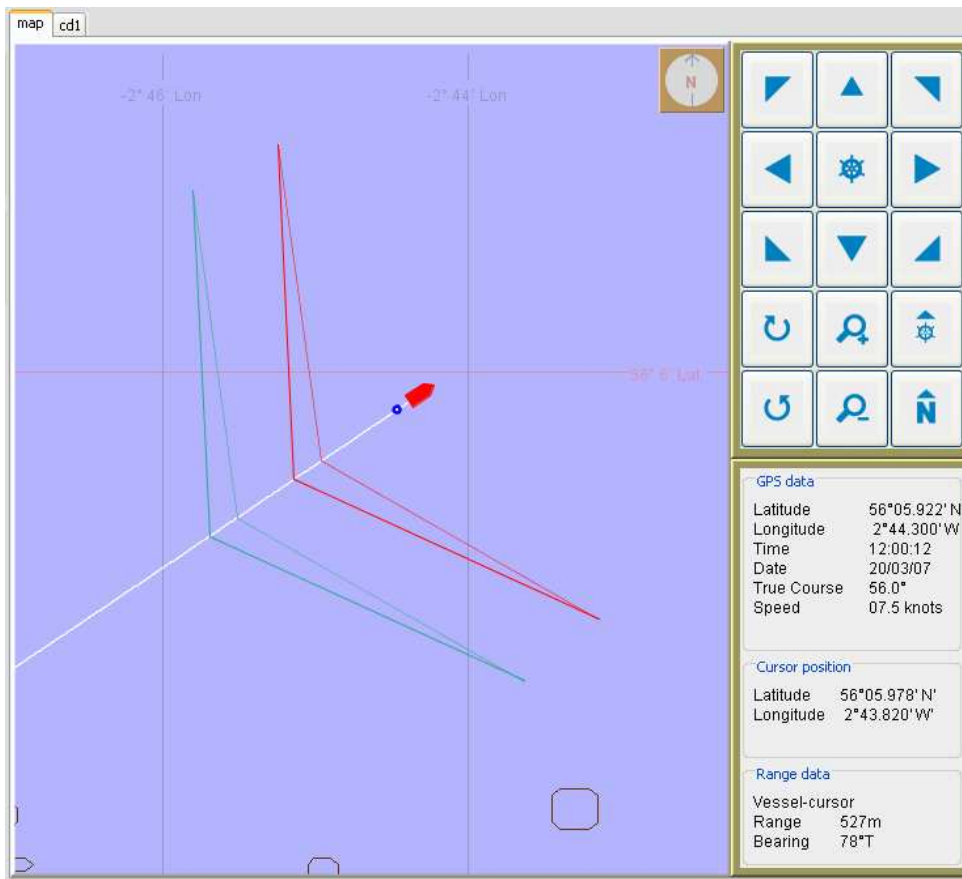 map cd1
-2° 46' Lon -2° 44' Lon
N
56° 6' Lat
N
GPS data
Latitude 56°05.922' N
Longitude 2°44.300' W
Time 12:00:12
Date 20/03/07
True Course 56.0°
Speed 07.5 knots
Cursor position
Latitude 56°05.978' N'
Longitude 2°43.820' W'
Range data
Vessel-cursor
Range 527m
Bearing 78°T